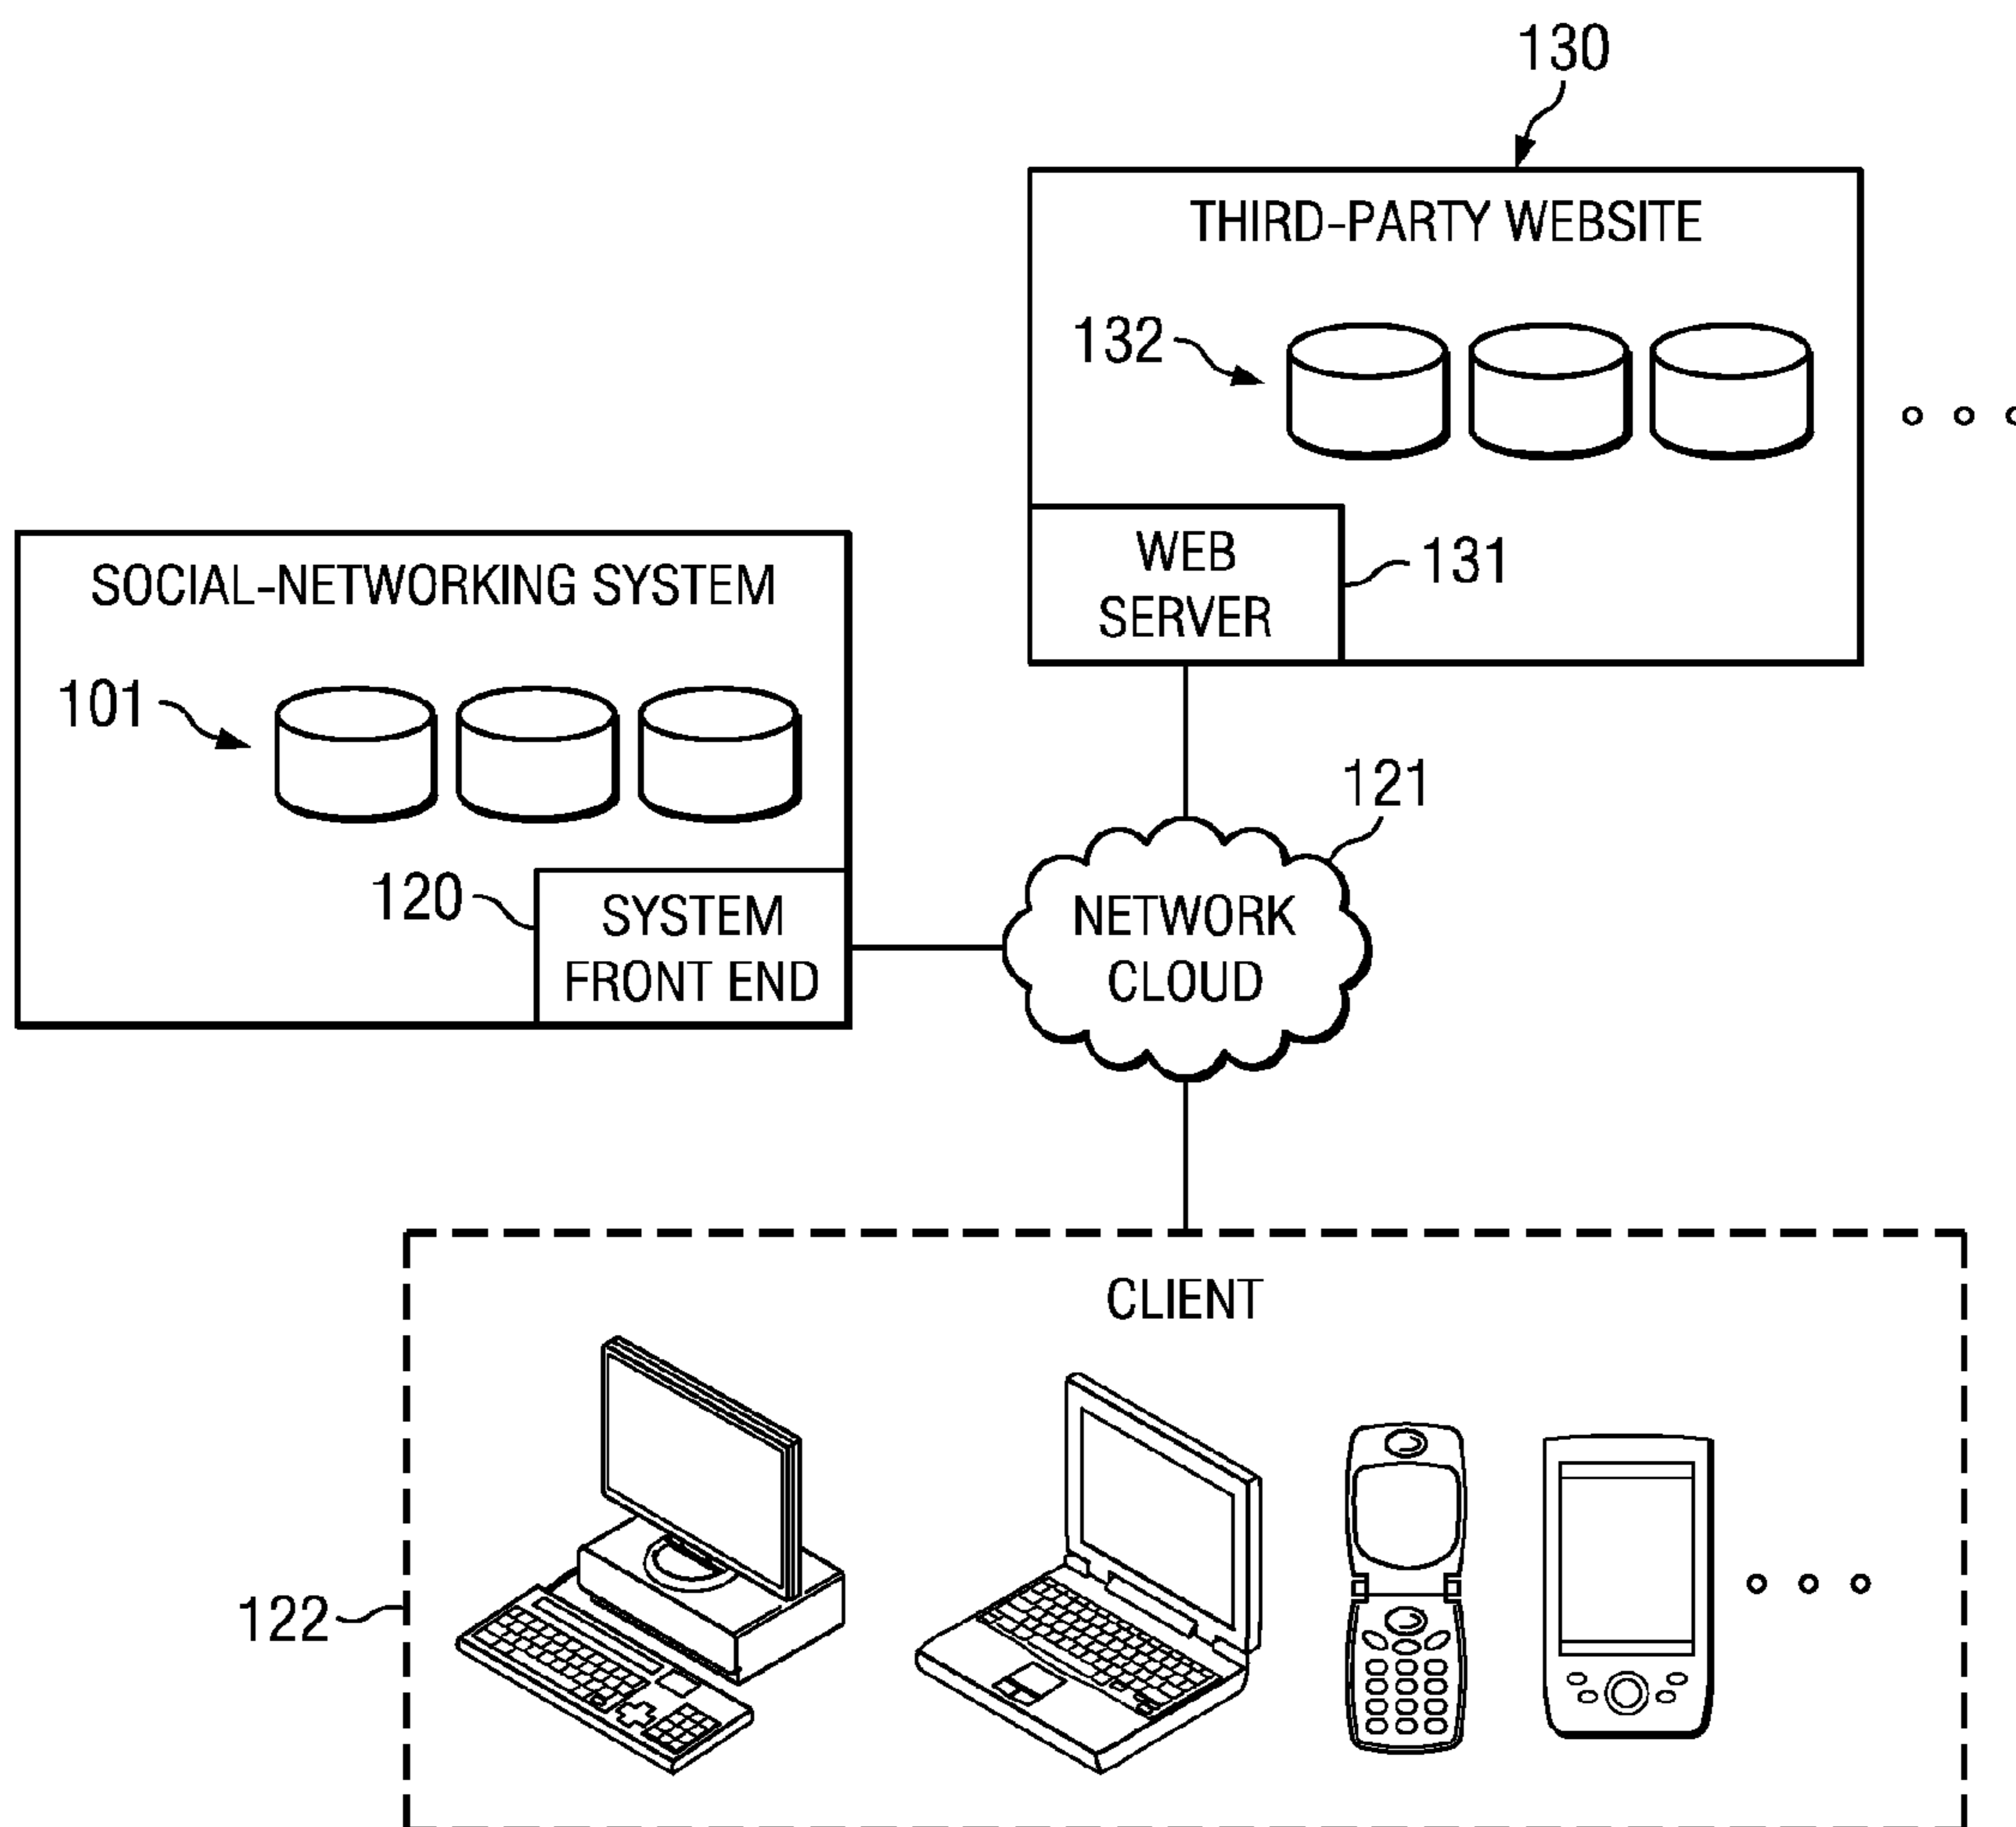 130
THIRD-PARTY WEBSITE
132
WEB
SERVER
131
SOCIAL-NETWORKING SYSTEM
101
121
120
SYSTEM
FRONT END
NETWORK
CLOUD
CLIENT
122